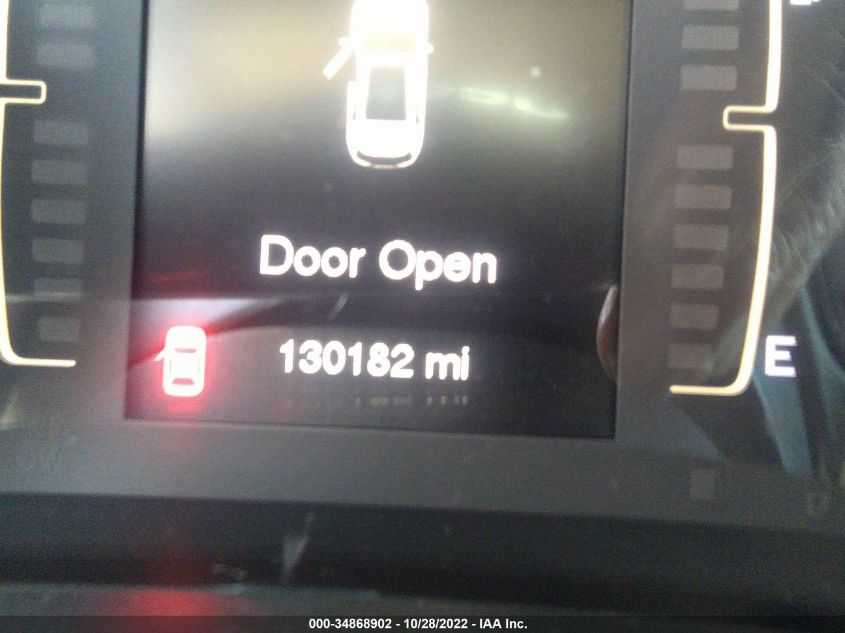 Door Open
130182 mi
E
000-34868902 - 10/28/2022 - IAA Inc.